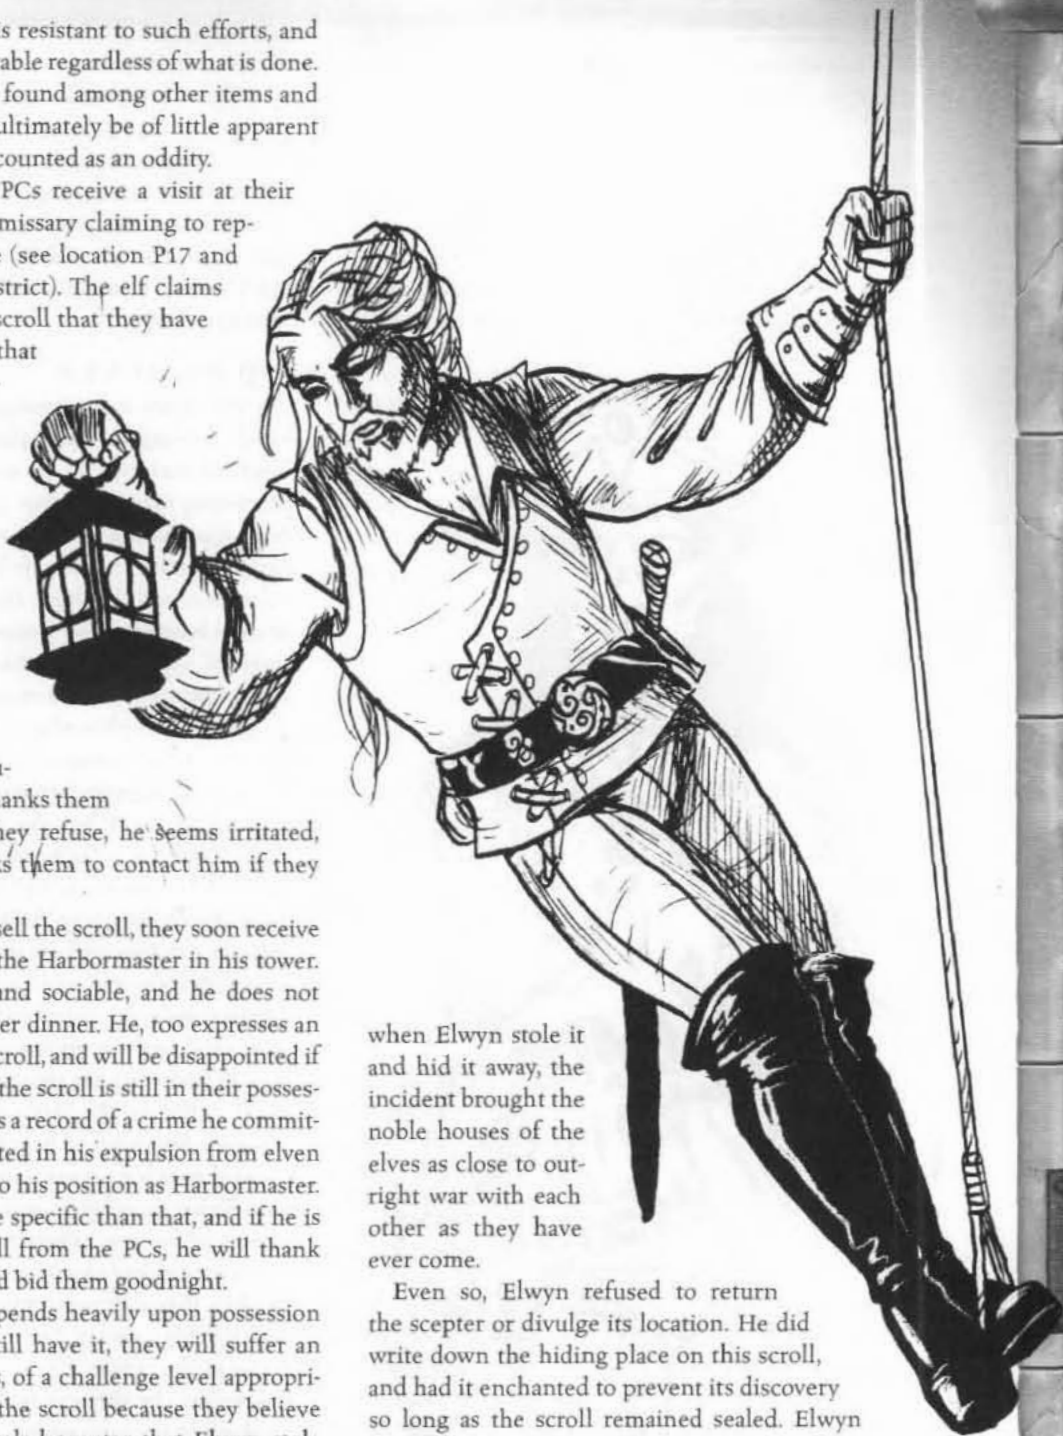 s resistant to such efforts, and
able regardless of what is done.
found among other items and
ultimately be of little apparent
counted as an oddity.
PCs receive a visit at their
missary claiming to rep-
(see location P17 and
strict). The elf claims
scroll that they have
that
anks them
ey refuse, he seems irritated,
s them to contact him if they
sell the scroll, they soon receive
the Harbormaster in his tower.
and sociable, and he does not
er dinner. He, too expresses an
croll, and will be disappointed if
the scroll is still in their posses-
s a record of a crime he commit-
ted in his expulsion from elven
o his position as Harbormaster.
e specific than that, and if he is
ll from the PCs, he will thank
d bid them goodnight.
pends heavily upon possession
ill have it, they will suffer an
, of a challenge level appropri-
the scroll because they believe
that Elwyn
when Elwyn stole it
and hid it away, the
incident brought the
noble houses of the
elves as close to out-
right war with each
other as they have
ever come.
Even so, Elwyn refused to return
the scepter or divulge its location. He did
write down the hiding place on this scroll,
and had it enchanted to prevent its discovery
so long as the scroll remained sealed. Elwyn